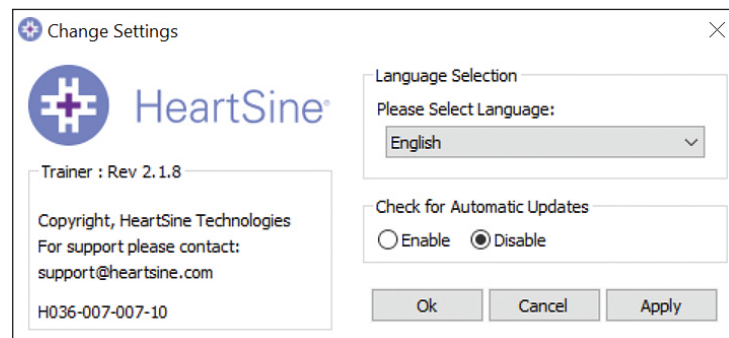 Change Settings
HeartSine®
Trainer : Rev 2.1.8
Copyright, HeartSine Technologies
For support please contact:
support@heartsine.com
H036-007-007-10
Language Selection
Please Select Language:
English
Check for Automatic Updates
Enable Disable
Ok Cancel Apply